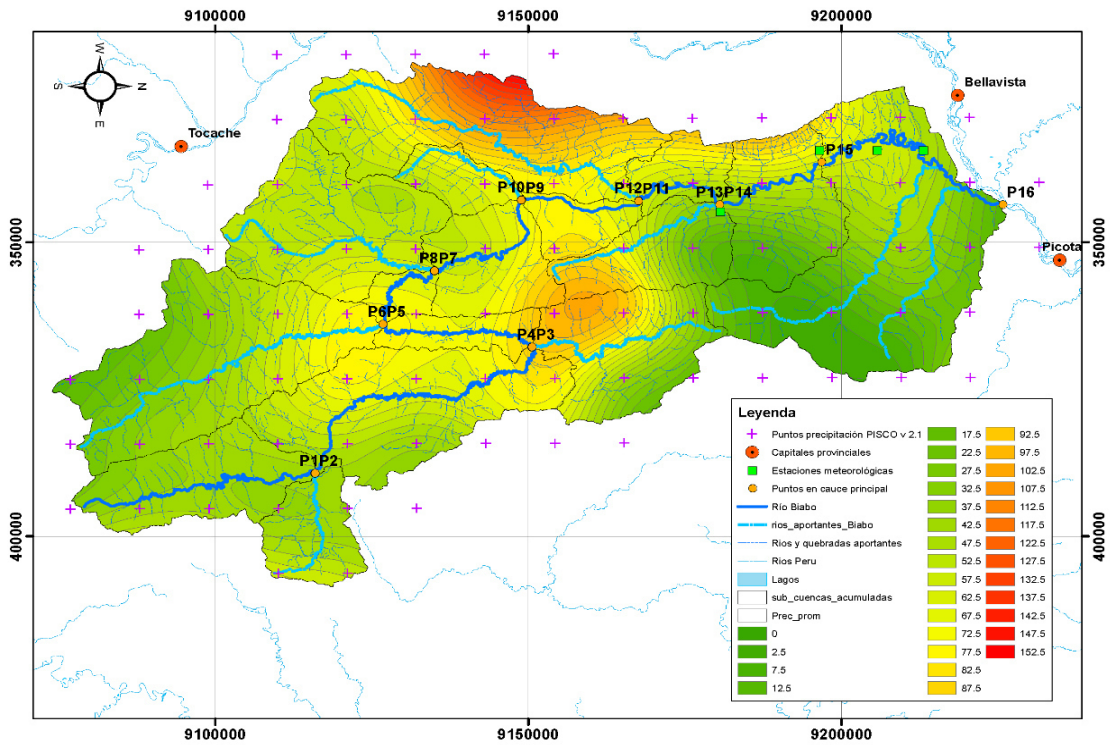 9100000
9150000
9200000
W
S
N
E
Bellavista
Tocache
P15
P10P9
P12P11
P13P14
P16
350000
Picota
350000
P8P7
P6P5
P4P3
P1P2
400000
400000
Leyenda
Puntos precipitación PISCO v 2.1
Capitales provinciales
Estaciones meteorológicas
Puntos en cauce principal
Río Biabo
rios_aportantes_Biabo
Ríos y quebradas aportantes
Rios Peru
Lagos
sub_cuencas_acumuladas
Prec_prom
0
2.5
7.5
12.5
17.5
22.5
27.5
32.5
37.5
42.5
47.5
52.5
57.5
62.5
67.5
72.5
77.5
82.5
87.5
92.5
97.5
102.5
107.5
112.5
117.5
122.5
127.5
132.5
137.5
142.5
147.5
152.5
9100000
9150000
9200000